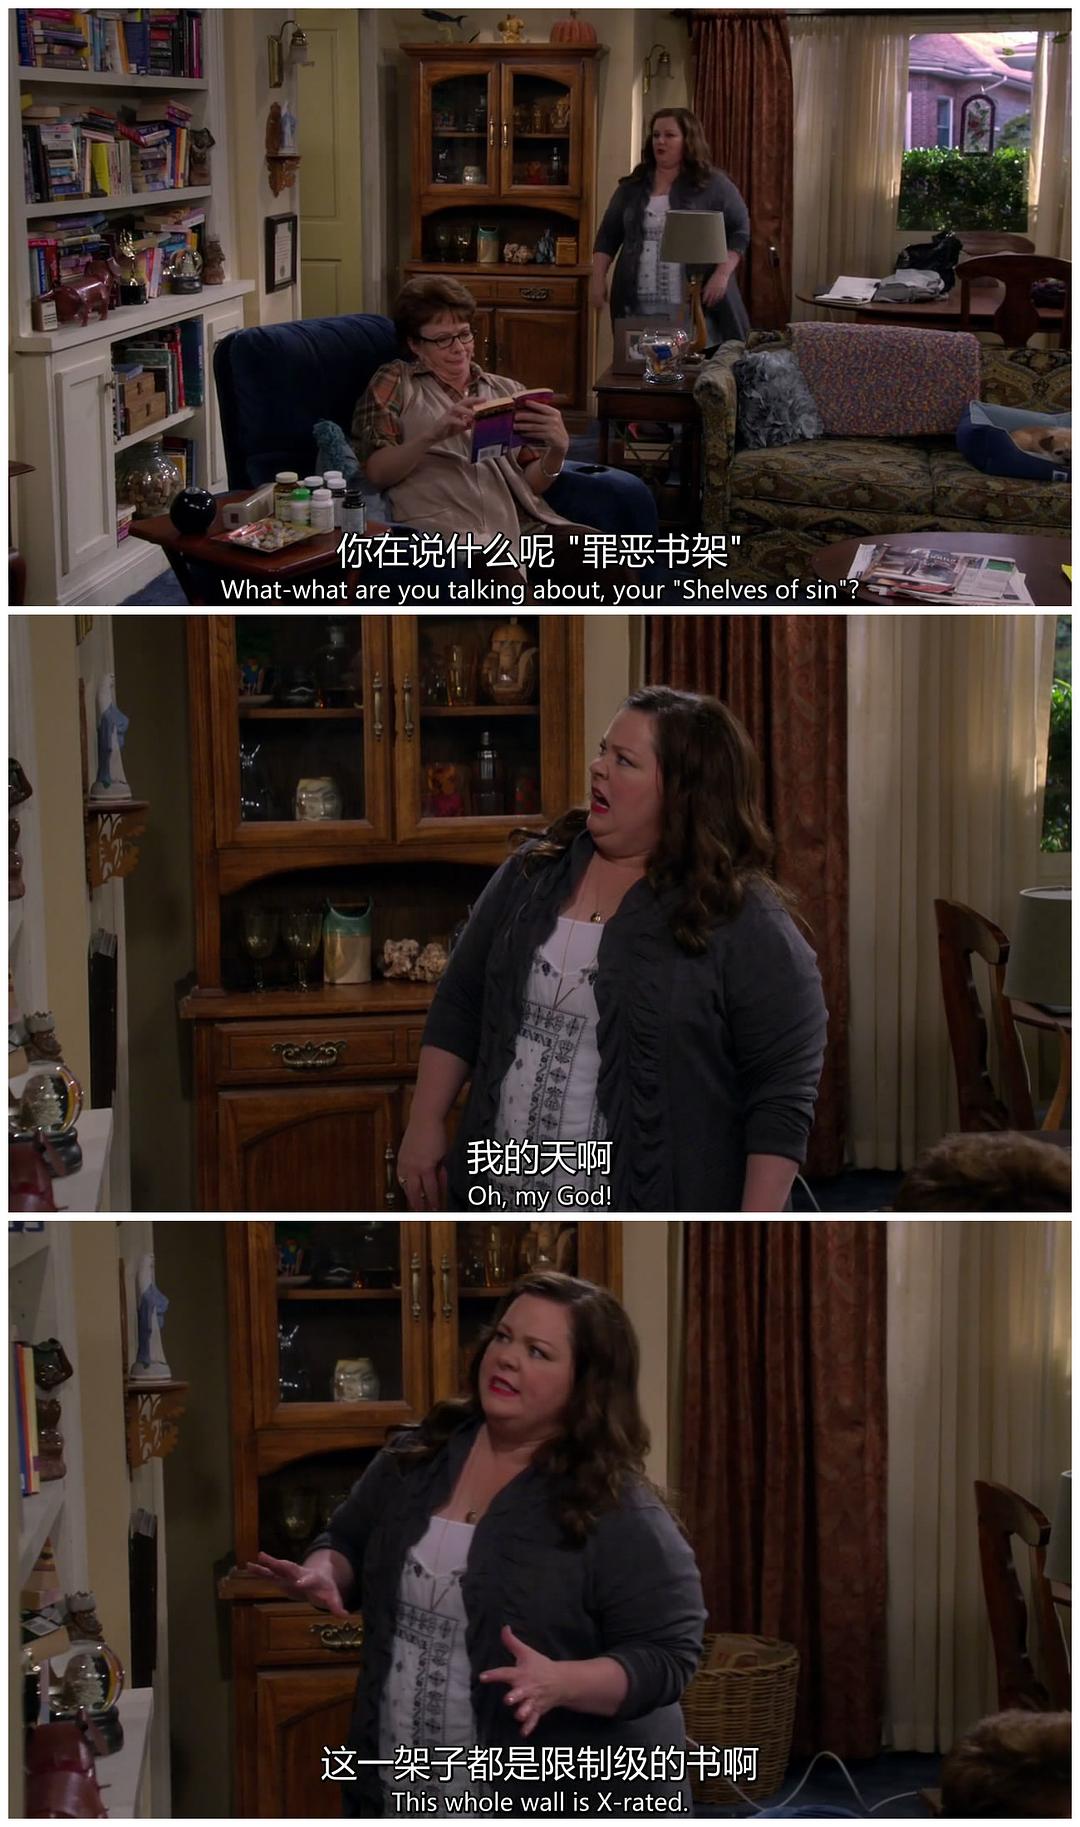 你在说什么呢 "罪恶书架"
What-what are you talking about, your "Shelves of sin"?
我的天啊
Oh, my God!
这一架子都是限制级的书啊
This whole wall is X-rated.